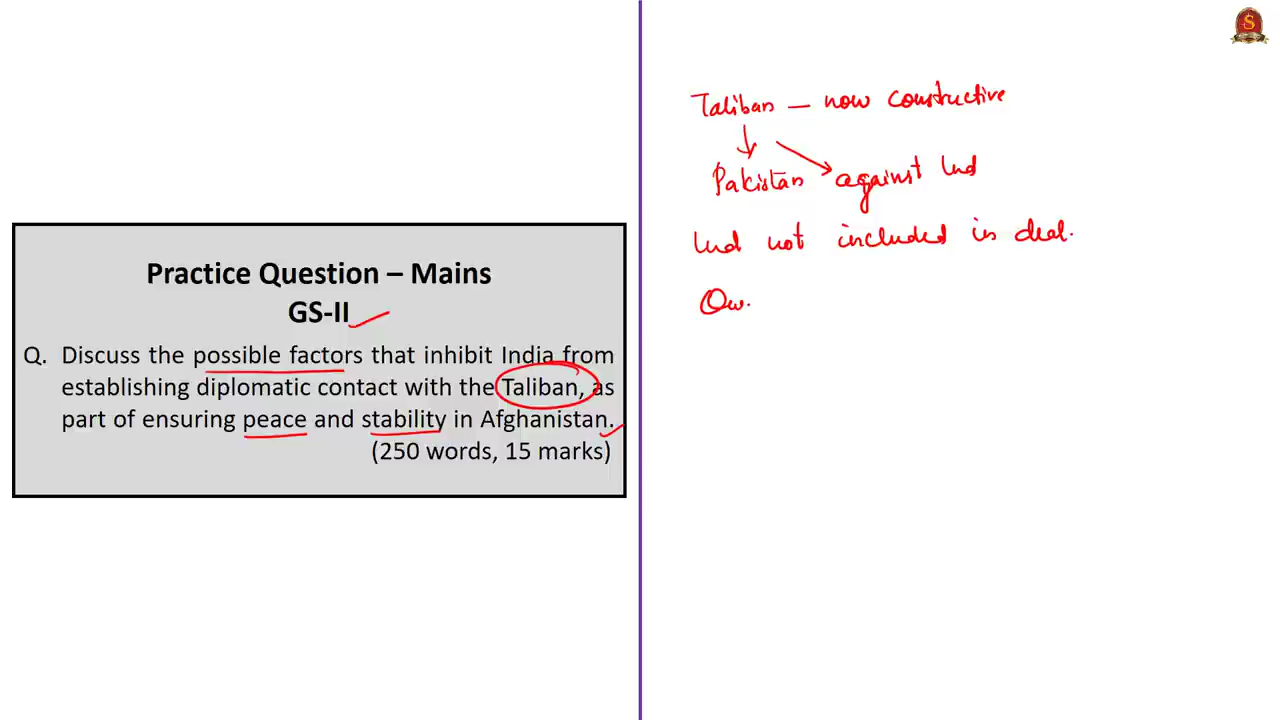 Practice Question – Mains
GS-II
Q. Discuss the possible factors that inhibit India from
establishing diplomatic contact with the Taliban, as
part of ensuring peace and stability in Afghanistan.
(250 words, 15 marks)
Taliban – now constructive
Pakistan against Ind
Ind not included in deal.
S